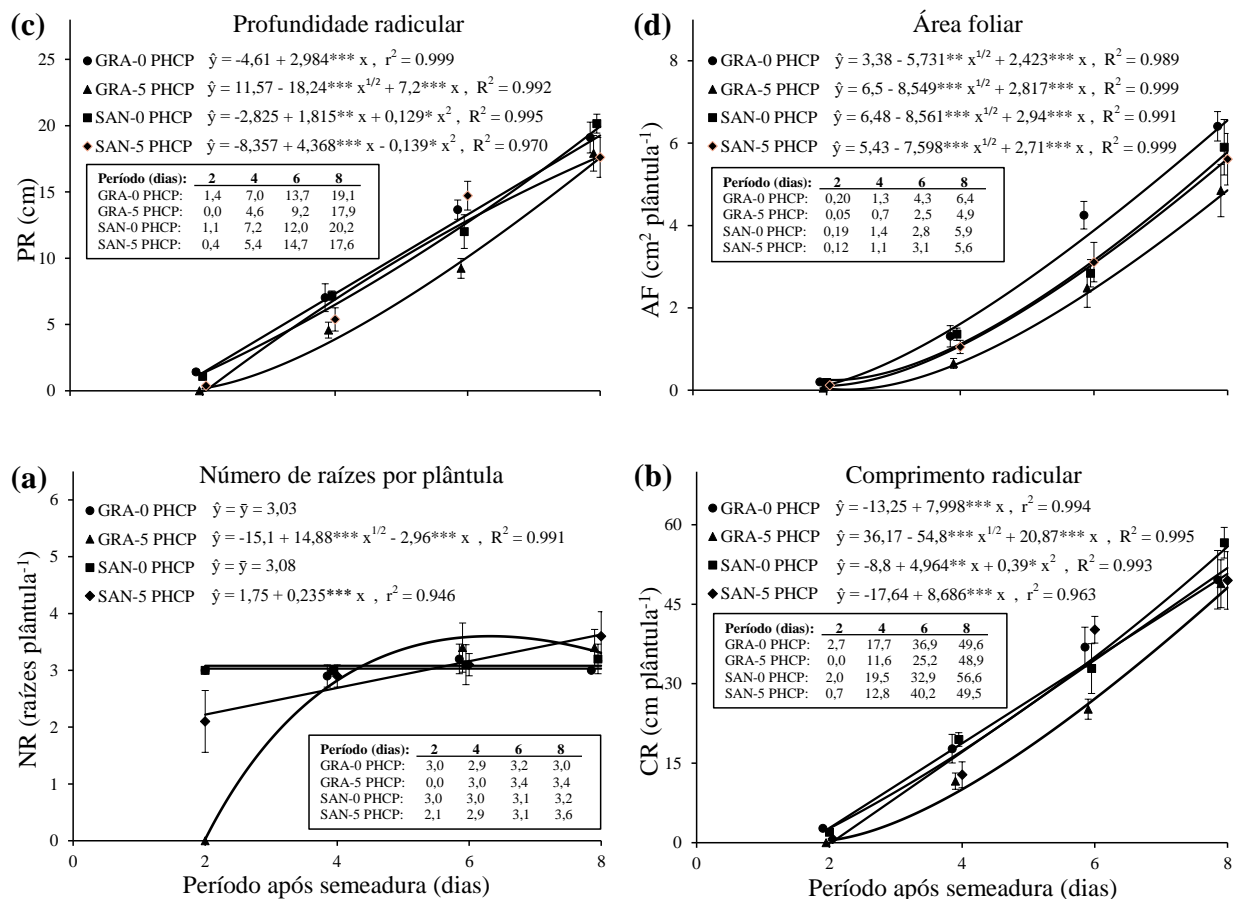 (c) Profundidade radicular
● GRA-0 PHCP ŷ = -4,61 + 2,984*** x , r² = 0.999
▲ GRA-5 PHCP ŷ = 11,57 - 18,24*** x^1/2 + 7,2*** x , R² = 0.992
■ SAN-0 PHCP ŷ = -2,825 + 1,815** x + 0,129* x² , R² = 0.995
◆ SAN-5 PHCP ŷ = -8,357 + 4,368*** x - 0,139* x² , R² = 0.970
Período (dias): 2 4 6 8
GRA-0 PHCP: 1,4 7,0 13,7 19,1
GRA-5 PHCP: 0,0 4,6 9,2 17,9
SAN-0 PHCP: 1,1 7,2 12,0 20,2
SAN-5 PHCP: 0,4 5,4 14,7 17,6
PR (cm)
25
20
15
10
5
0
(d) Área foliar
● GRA-0 PHCP ŷ = 3,38 - 5,731** x^1/2 + 2,423*** x , R² = 0.989
▲ GRA-5 PHCP ŷ = 6,5 - 8,549*** x^1/2 + 2,817*** x , R² = 0.999
■ SAN-0 PHCP ŷ = 6,48 - 8,561*** x^1/2 + 2,94*** x , R² = 0.991
◆ SAN-5 PHCP ŷ = 5,43 - 7,598*** x^1/2 + 2,71*** x , R² = 0.999
Período (dias): 2 4 6 8
GRA-0 PHCP: 0,20 1,3 4,3 6,4
GRA-5 PHCP: 0,05 0,7 2,5 4,9
SAN-0 PHCP: 0,19 1,4 2,8 5,9
SAN-5 PHCP: 0,12 1,1 3,1 5,6
AF (cm² plântula⁻¹)
8
6
4
2
0
(a) Número de raízes por plântula
● GRA-0 PHCP ŷ = ȳ = 3,03
▲ GRA-5 PHCP ŷ = -15,1 + 14,88*** x^1/2 - 2,96*** x , R² = 0.991
■ SAN-0 PHCP ŷ = ȳ = 3,08
◆ SAN-5 PHCP ŷ = 1,75 + 0,235*** x , r² = 0.946
Período (dias): 2 4 6 8
GRA-0 PHCP: 3,0 2,9 3,2 3,0
GRA-5 PHCP: 0,0 3,0 3,4 3,4
SAN-0 PHCP: 3,0 3,0 3,1 3,2
SAN-5 PHCP: 2,1 2,9 3,1 3,6
NR (raízes plântula⁻¹)
6
5
4
3
2
1
0
0 2 4 6 8
Período após semeadura (dias)
(b) Comprimento radicular
● GRA-0 PHCP ŷ = -13,25 + 7,998*** x , r² = 0.994
▲ GRA-5 PHCP ŷ = 36,17 - 54,8*** x^1/2 + 20,87*** x , R² = 0.995
■ SAN-0 PHCP ŷ = -8,8 + 4,964** x + 0,39* x² , R² = 0.993
◆ SAN-5 PHCP ŷ = -17,64 + 8,686*** x , r² = 0.963
Período (dias): 2 4 6 8
GRA-0 PHCP: 2,7 17,7 36,9 49,6
GRA-5 PHCP: 0,0 11,6 25,2 48,9
SAN-0 PHCP: 2,0 19,5 32,9 56,6
SAN-5 PHCP: 0,7 12,8 40,2 49,5
CR (cm plântula⁻¹)
60
45
30
15
0
0 2 4 6 8
Período após semeadura (dias)